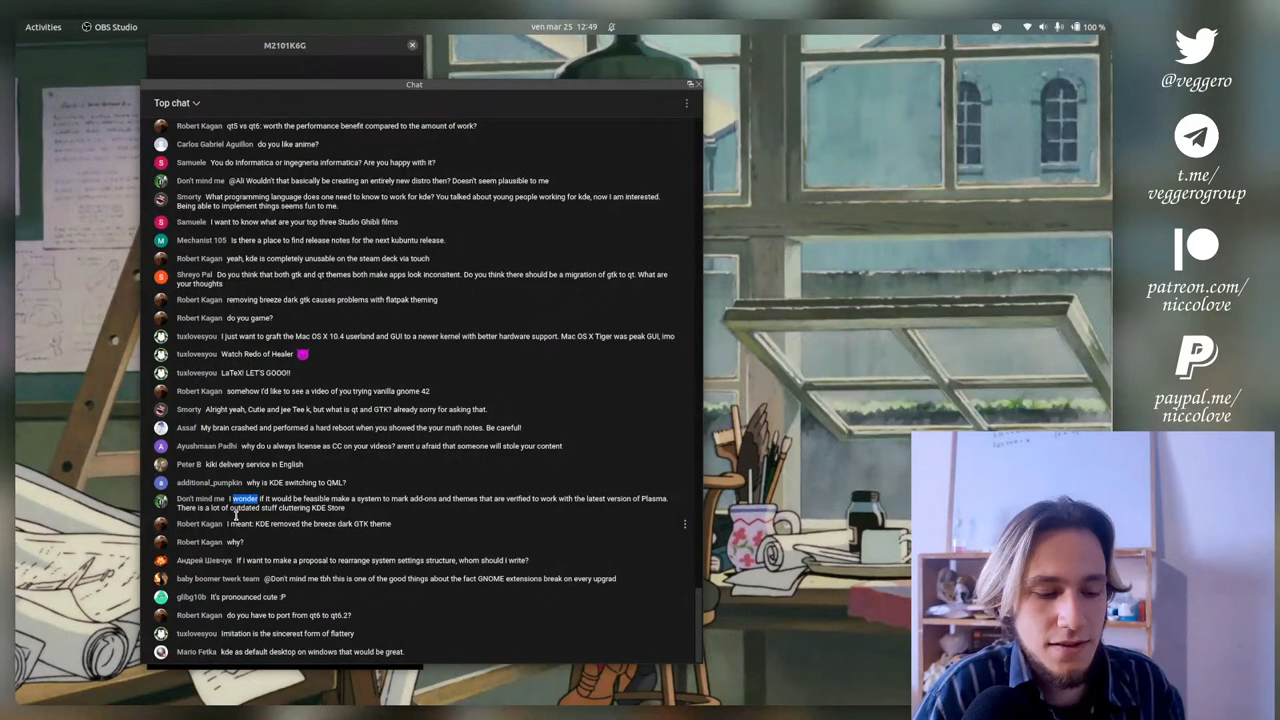 Activities
OBS Studio
ven mar 25 12:49
100 %
M2101K6G
Chat
Top chat
Robert Kagan qt5 vs qt6: worth the performance benefit compared to the amount of work?
Carlos Gabriel Aguillon do you like anime?
S Samuele You do Informatica or ingegneria informatica? Are you happy with it?
Don't mind me @Ali Wouldn't that basically be creating an entirely new distro then? Doesn't seem plausible to me
Smorty What programming language does one need to know to work for kde? You talked about young people working for kde, now I am interested.
Being able to implement things seems fun to me.
S Samuele I want to know what are your top three Studio Ghibli films
M Mechanist 105 Is there a place to find release notes for the next kubuntu release.
Robert Kagan yeah, kde is completely unusable on the steam deck via touch
S Shreyo Pal Do you think that both gtk and qt themes both make apps look inconsitent. Do you think there should be a migration of gtk to qt. What are
your thoughts
Robert Kagan removing breeze dark gtk causes problems with flatpak theming
Robert Kagan do you game?
tuxlovesyou I just want to graft the Mac OS X 10.4 userland and GUI to a newer kernel with better hardware support. Mac OS X Tiger was peak GUI, imo
tuxlovesyou Watch Redo of Healer 😈
tuxlovesyou LaTeX! LET'S GOOO!!
Robert Kagan somehow I'd like to see a video of you trying vanilla gnome 42
Smorty Alright yeah, Cutie and jee Tee k, but what is qt and GTK? already sorry for asking that.
Assaf My brain crashed and performed a hard reboot when you showed the your math notes. Be careful!
A Ayushmaan Padhi why do u always license as CC on your videos? arent u afraid that someone will stole your content
Peter B kiki delivery service in English
a additional_pumpkin why is KDE switching to QML?
Don't mind me I wonder if it would be feasible make a system to mark add-ons and themes that are verified to work with the latest version of Plasma.
There is a lot of outdated stuff cluttering KDE Store
Robert Kagan I meant: KDE removed the breeze dark GTK theme
Robert Kagan why?
Андрей Шевчук If i want to make a proposal to rearrange system settings structure, whom should i write?
baby boomer twerk team @Don't mind me tbh this is one of the good things about the fact GNOME extensions break on every upgrad
glibg10b It's pronounced cute :P
Robert Kagan do you have to port from qt6 to qt6.2?
tuxlovesyou Imitation is the sincerest form of flattery
Mario Fetka kde as default desktop on windows that would be great.
@veggero
t.me/
veggerogroup
patreon.com/
niccolove
paypal.me/
niccolove